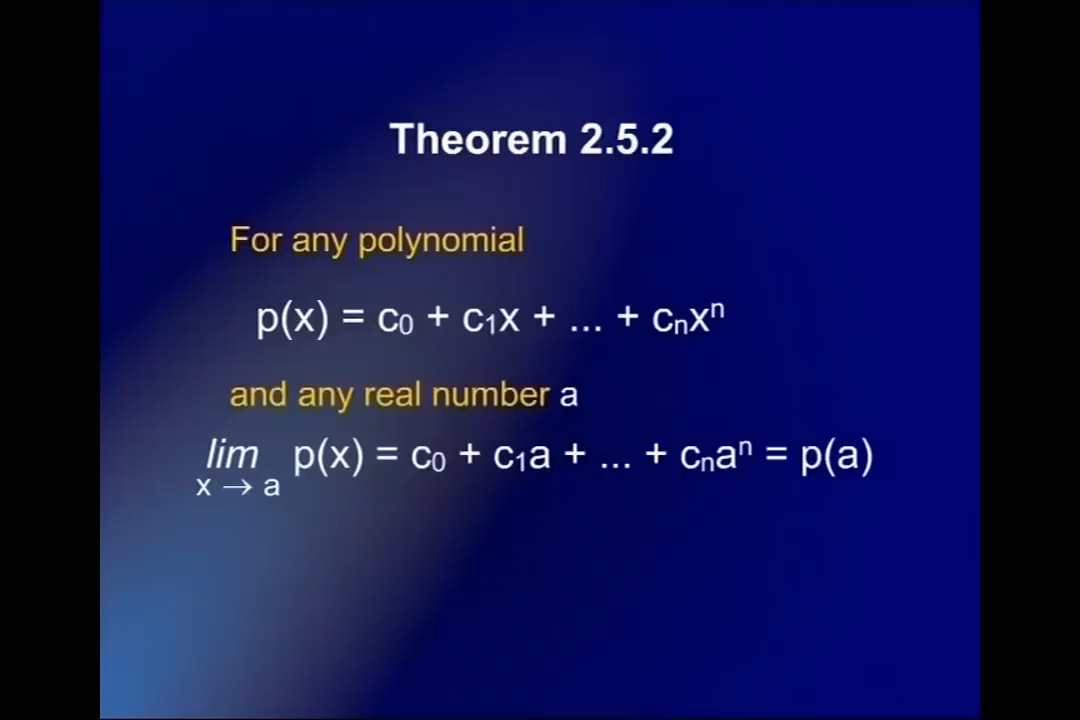 Theorem 2.5.2
For any polynomial
p(x) = c₀ + c₁x + ... + cₙxⁿ
and any real number a
lim p(x) = c₀ + c₁a + ... + cₙaⁿ = p(a)
x → a